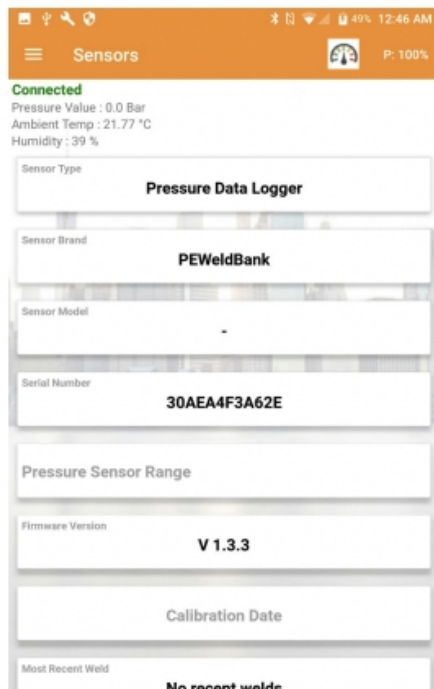 49% 12:46 AM
Sensors
P: 100%
Connected
Pressure Value : 0.0 Bar
Ambient Temp : 21.77 °C
Humidity : 39 %
Sensor Type
Pressure Data Logger
Sensor Brand
PEWeldBank
Sensor Model
-
Serial Number
30AEA4F3A62E
Pressure Sensor Range
Firmware Version
V 1.3.3
Calibration Date
Most Recent Weld
No recent welds